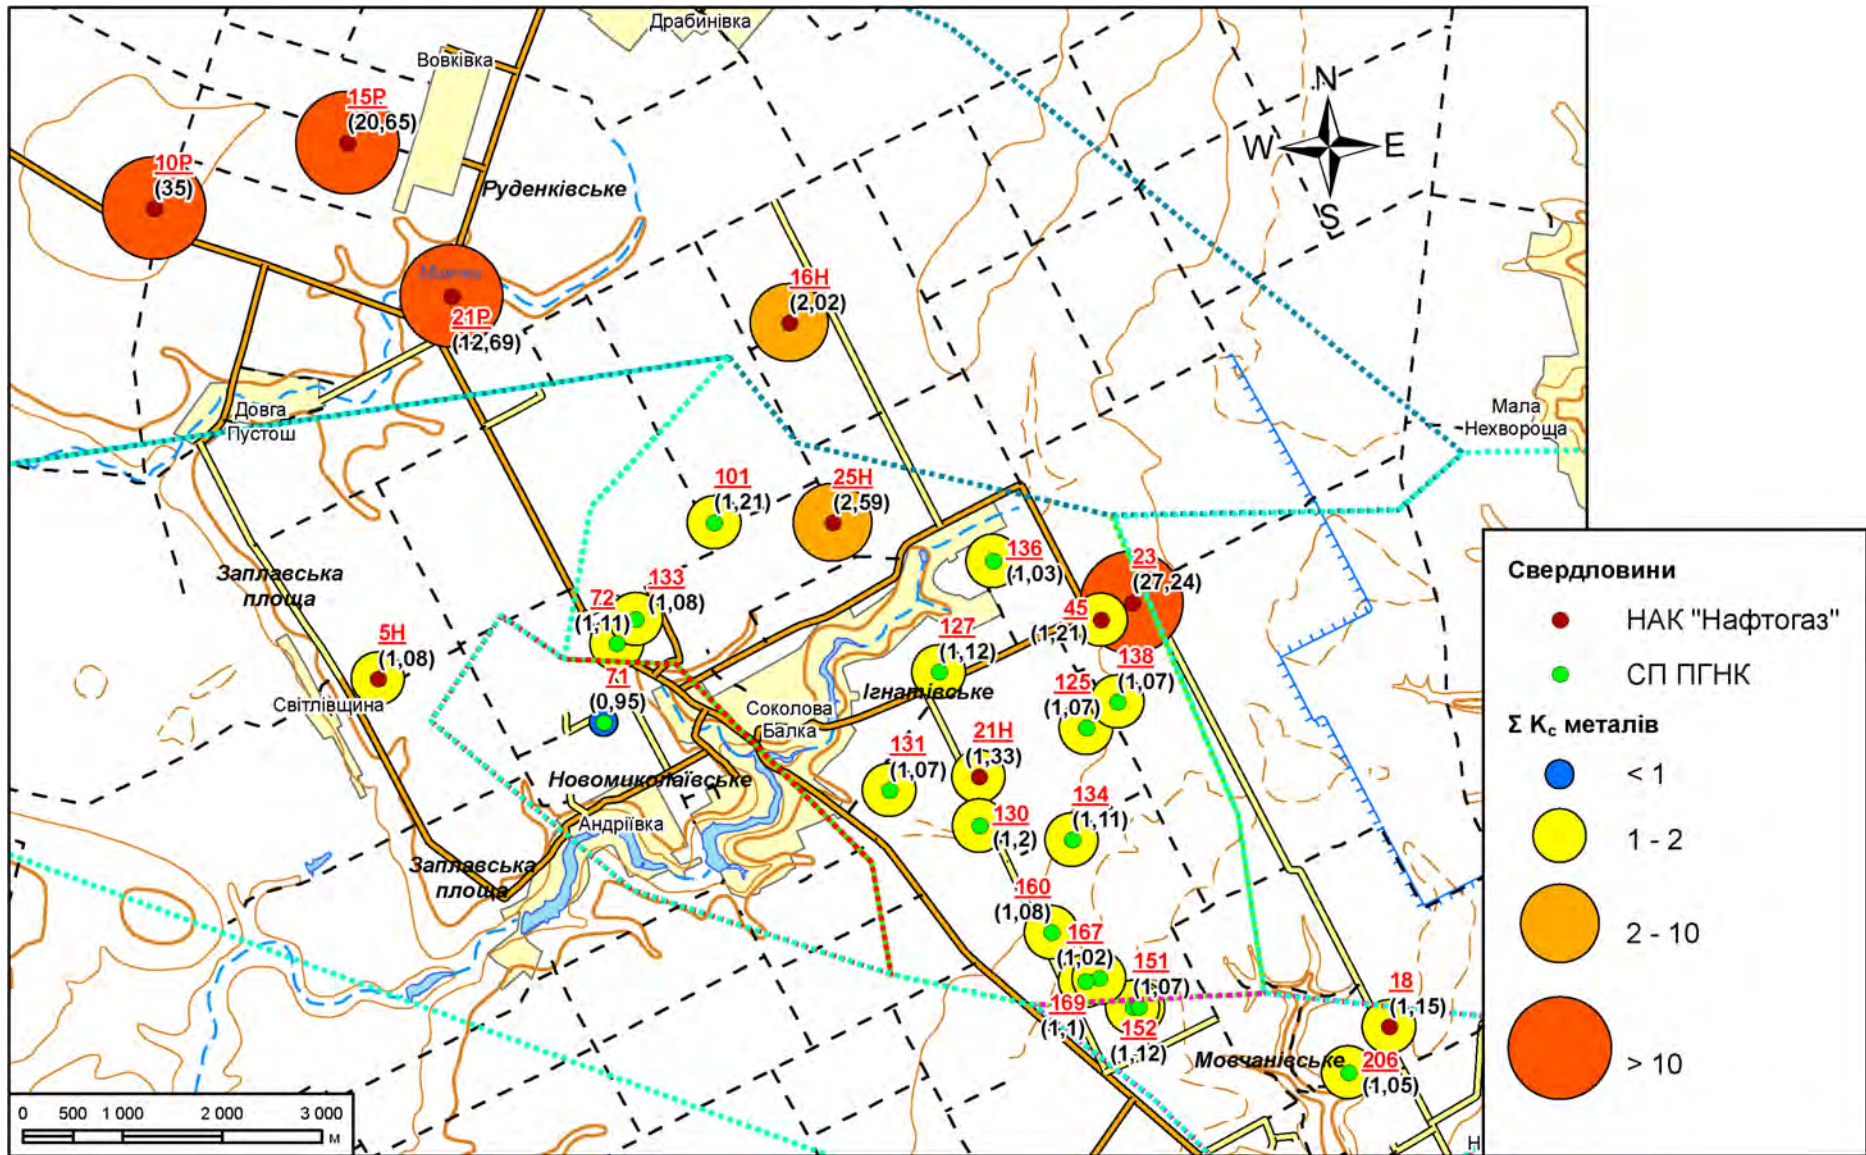 Драбинівка
Вовківка
15Р
(20,65)
10Р
(35)
Руденківське
N
W
E
S
21Р
(12,69)
16Н
(2,02)
Довга
Пустош
Мала
Нехвороща
101
(1,21)
25Н
(2,59)
136
(1,03)
23
(27,24)
Заплавська
площа
133
(1,08)
72
(1,11)
45
(1,21)
127
(1,12)
5Н
(1,08)
138
(1,07)
71
(0,95)
125
(1,07)
Світлівщина
Ігнатівське
Соколова
Балка
21Н
(1,33)
131
(1,07)
Новомиколаївське
130
(1,2)
134
(1,11)
Андріївка
Заплавська
площа
160
(1,08)
167
(1,02)
151
(1,07)
169
(1,1)
152
(1,12)
18
(1,15)
Мовчанівське
206
(1,05)
Н
0 500 1 000 2 000 3 000
м
Свердловини
НАК "Нафтогаз"
СП ПГНК
Σ Kс металів
< 1
1 - 2
2 - 10
> 10